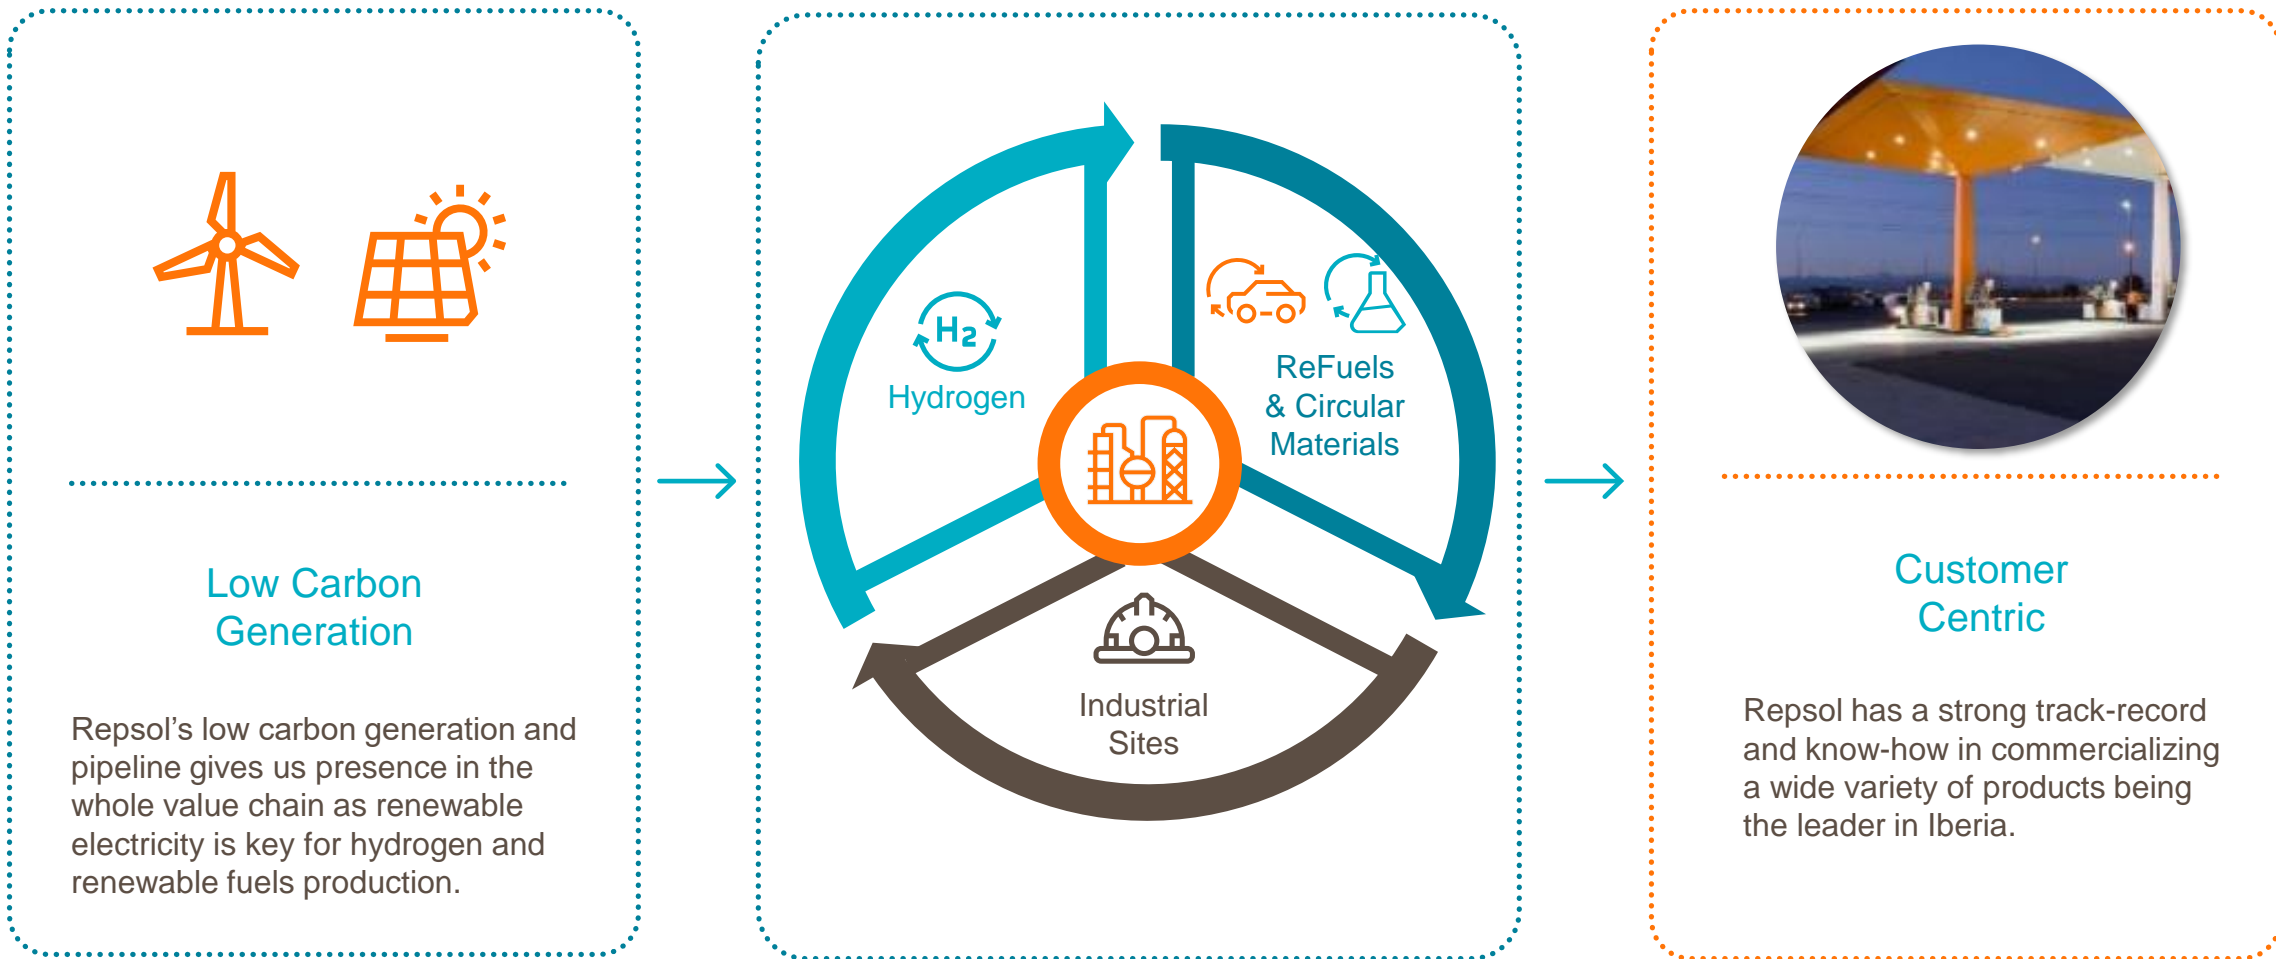 Low Carbon
Generation
Repsol’s low carbon generation and
pipeline gives us presence in the
whole value chain as renewable
electricity is key for hydrogen and
renewable fuels production.
H2
Hydrogen
ReFuels
& Circular
Materials
Industrial
Sites
Customer
Centric
Repsol has a strong track-record
and know-how in commercializing
a wide variety of products being
the leader in Iberia.